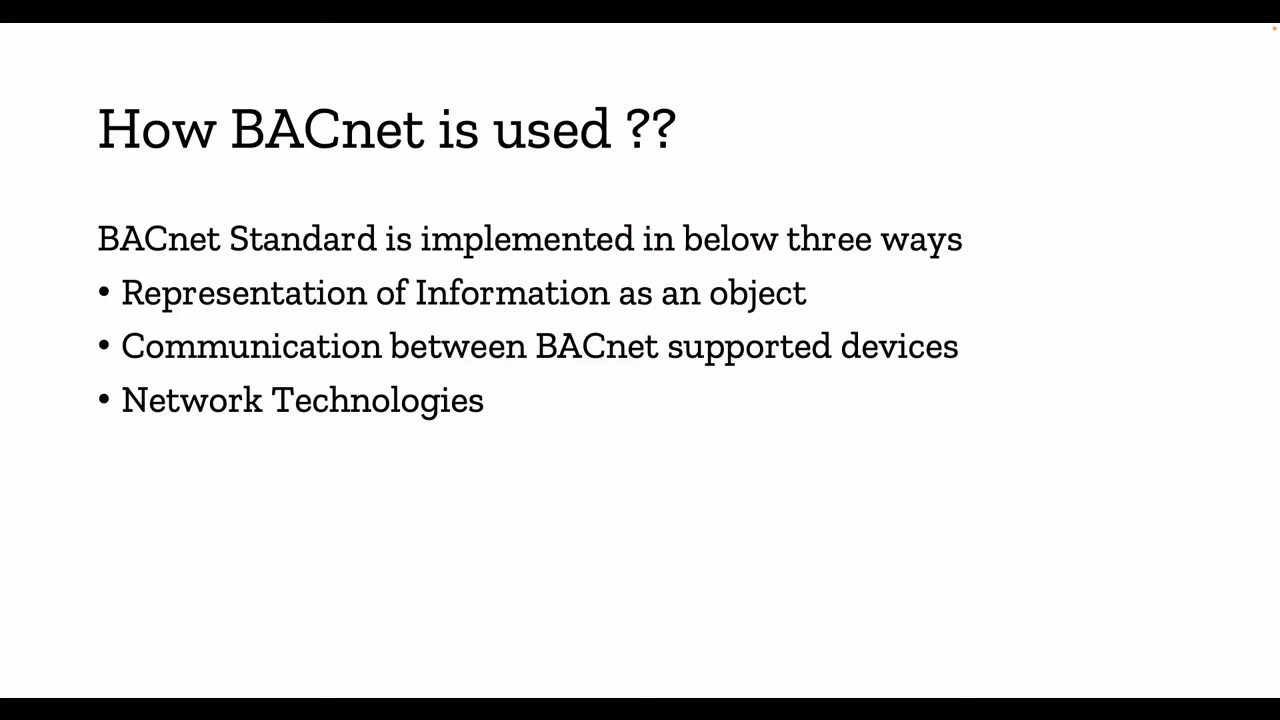 How BACnet is used ??
BACnet Standard is implemented in below three ways
• Representation of Information as an object
• Communication between BACnet supported devices
• Network Technologies